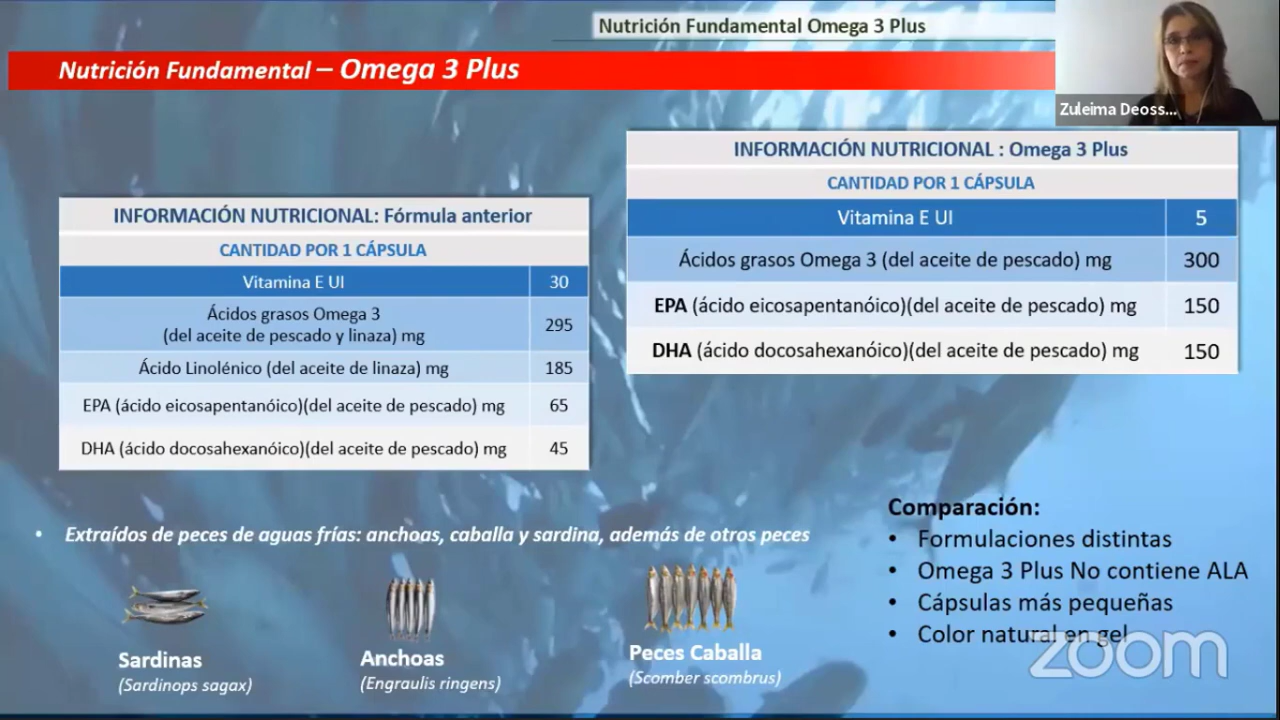 Nutrición Fundamental Omega 3 Plus
Nutrición Fundamental – Omega 3 Plus
Zuleima Deoss...
INFORMACIÓN NUTRICIONAL: Fórmula anterior
CANTIDAD POR 1 CÁPSULA
Vitamina E UI 30
Ácidos grasos Omega 3
(del aceite de pescado y linaza) mg 295
Ácido Linolénico (del aceite de linaza) mg 185
EPA (ácido eicosapentanóico)(del aceite de pescado) mg 65
DHA (ácido docosahexanóico)(del aceite de pescado) mg 45
INFORMACIÓN NUTRICIONAL : Omega 3 Plus
CANTIDAD POR 1 CÁPSULA
Vitamina E UI 5
Ácidos grasos Omega 3 (del aceite de pescado) mg 300
EPA (ácido eicosapentanóico)(del aceite de pescado) mg 150
DHA (ácido docosahexanóico)(del aceite de pescado) mg 150
• Extraídos de peces de aguas frías: anchoas, caballa y sardina, además de otros peces
Sardinas
(Sardinops sagax)
Anchoas
(Engraulis ringens)
Peces Caballa
(Scomber scombrus)
Comparación:
• Formulaciones distintas
• Omega 3 Plus No contiene ALA
• Cápsulas más pequeñas
• Color natural en gel
zoom